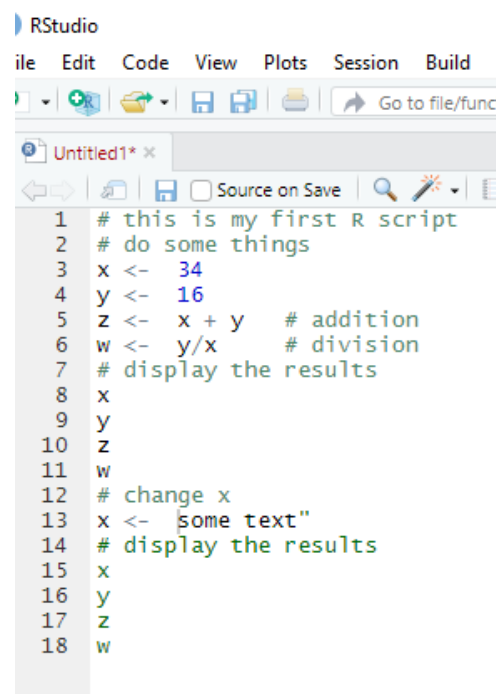 RStudio
ile Edit Code View Plots Session Build
Go to file/func
Untitled1* ×
Source on Save
1 # this is my first R script
2 # do some things
3 x <-  34
4 y <-  16
5 z <-  x + y   # addition
6 w <-  y/x     # division
7 # display the results
8 x
9 y
10 z
11 w
12 # change x
13 x <-  some text"
14 # display the results
15 x
16 y
17 z
18 w